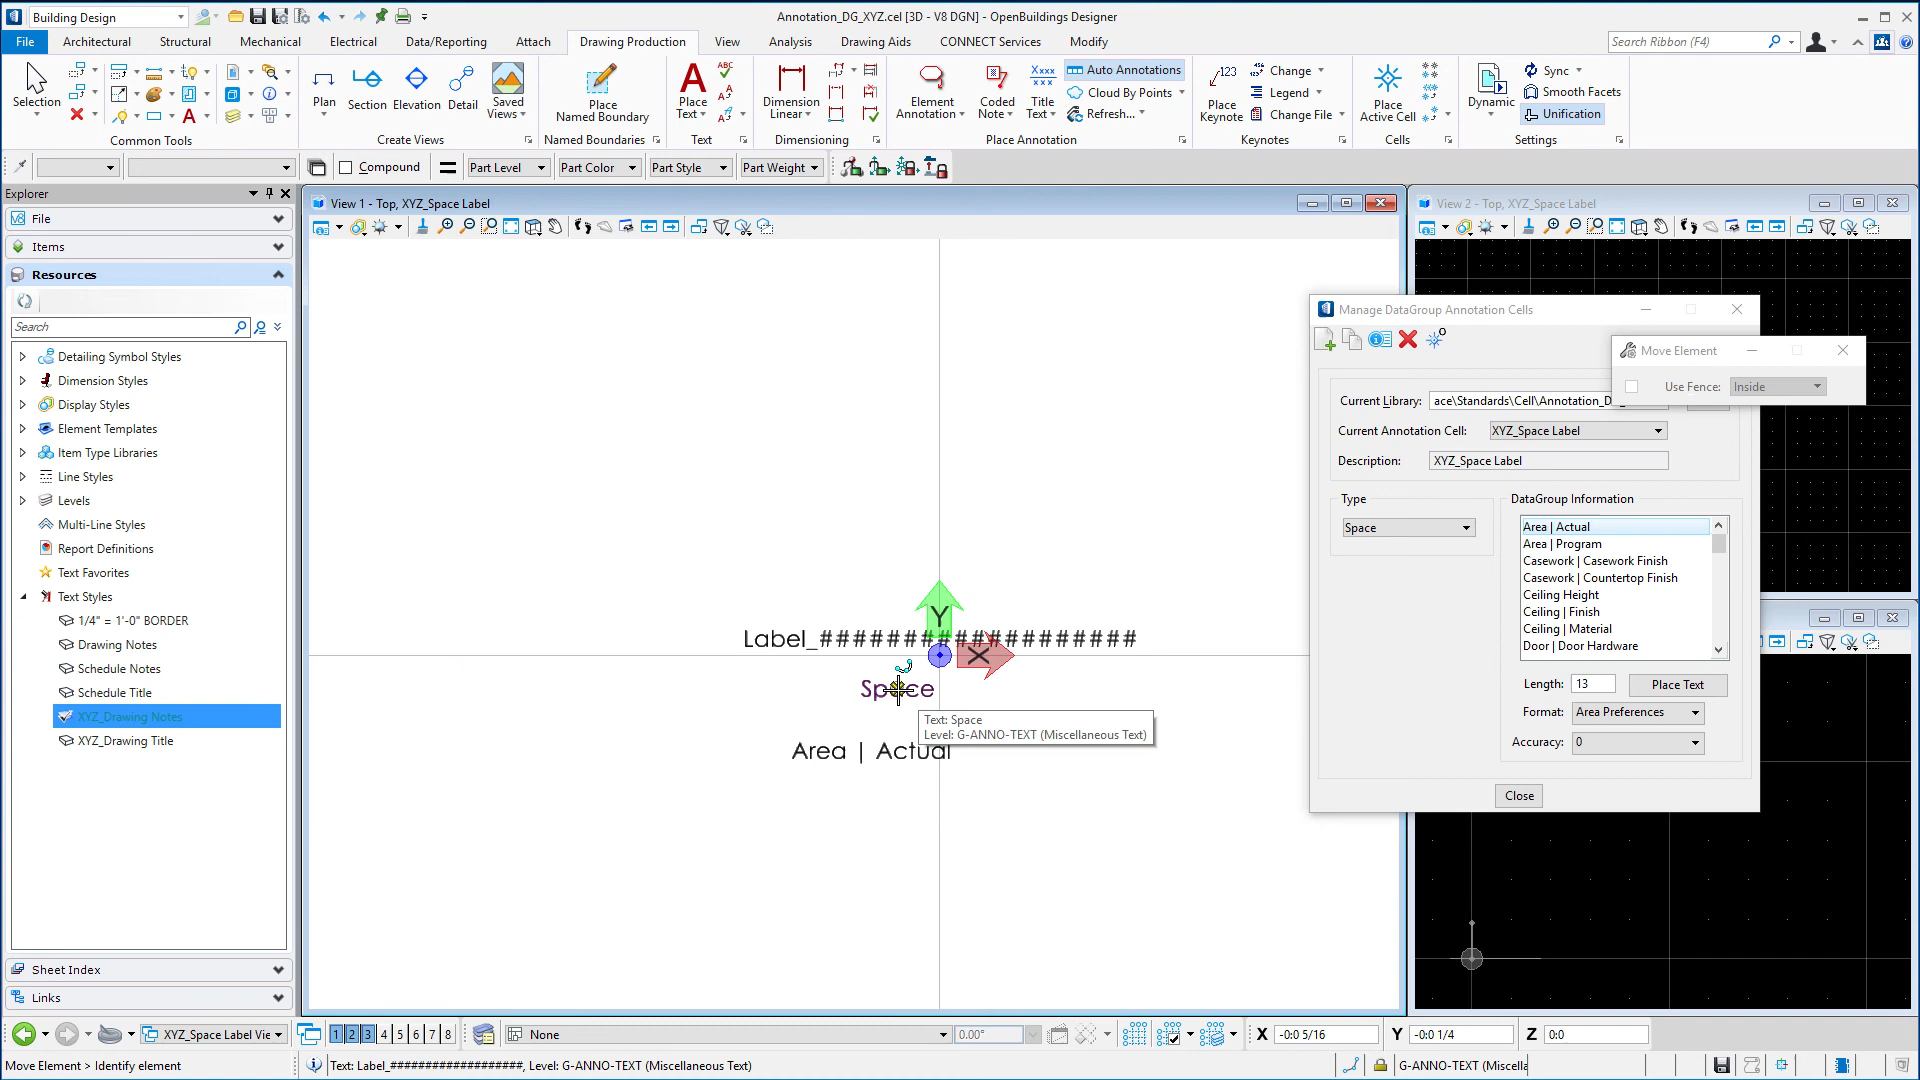 Building Design
Annotation_DG_XYZ.cel [3D - V8 DGN] - OpenBuildings Designer
File
Architectural
Structural
Mechanical
Electrical
Data/Reporting
Attach
Drawing Production
View
Analysis
Drawing Aids
CONNECT Services
Modify
Search Ribbon (F4)
Selection
Common Tools
Plan
Section
Elevation
Detail
Saved Views
Create Views
Place Named Boundary
Named Boundaries
Place Text
Text
Dimension Linear
Dimensioning
Element Annotation
Coded Note
Title Text
Auto Annotations
Cloud By Points
Refresh...
Place Annotation
Place Keynote
Change
Legend
Change File
Keynotes
Place Active Cell
Cells
Dynamic
Sync
Smooth Facets
Unification
Settings
Compound
Part Level
Part Color
Part Style
Part Weight
Explorer
File
Items
Resources
Search
Detailing Symbol Styles
Dimension Styles
Display Styles
Element Templates
Item Type Libraries
Line Styles
Levels
Multi-Line Styles
Report Definitions
Text Favorites
Text Styles
1/4" = 1'-0" BORDER
Drawing Notes
Schedule Notes
Schedule Title
XYZ_Drawing Notes
XYZ_Drawing Title
Sheet Index
Links
View 1 - Top, XYZ_Space Label
Y
Label_###################
X
Space
Text: Space
Level: G-ANNO-TEXT (Miscellaneous Text)
Area | Actual
View 2 - Top, XYZ_Space Label
Manage DataGroup Annotation Cells
Move Element
Use Fence:
Inside
Current Library:
ace\Standards\Cell\Annotation_D
Current Annotation Cell:
XYZ_Space Label
Description:
XYZ_Space Label
Type
Space
DataGroup Information
Area | Actual
Area | Program
Casework | Casework Finish
Casework | Countertop Finish
Ceiling Height
Ceiling | Finish
Ceiling | Material
Door | Door Hardware
Length:
13
Place Text
Format:
Area Preferences
Accuracy:
0
Close
XYZ_Space Label Vie
1 2 3 4 5 6 7 8
None
0.00°
X
-0:0 5/16
Y
-0:0 1/4
Z
0:0
Move Element > Identify element
Text: Label_###################, Level: G-ANNO-TEXT (Miscellaneous Text)
G-ANNO-TEXT (Miscella